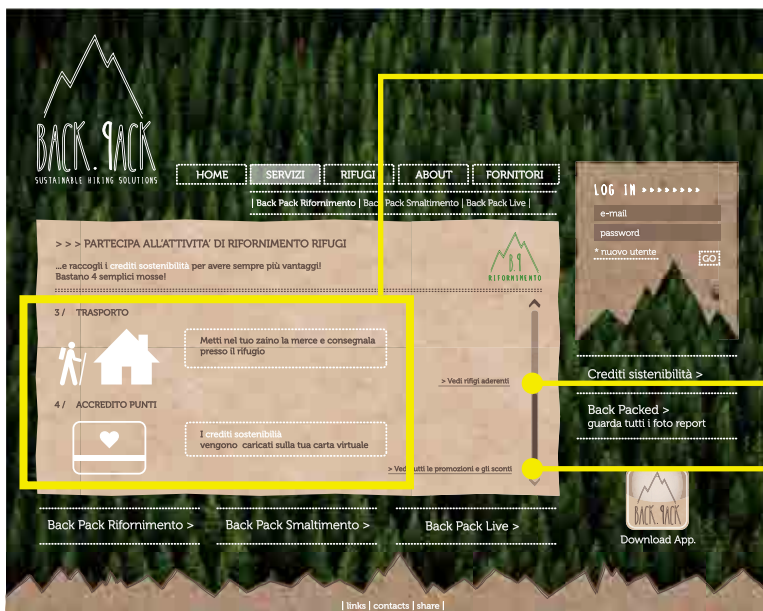 BACK.PACK
SUSTAINABLE HIKING SOLUTIONS
HOME
SERVIZI
RIFUGI
ABOUT
FORNITORI
| Back Pack Rifornimento | Back Pack Smaltimento | Back Pack Live |
LOG IN
e-mail
password
* nuovo utente
GO
> > > PARTECIPA ALL'ATTIVITA' DI RIFORNIMENTO RIFUGI
...e raccogli i crediti sostenibilità per avere sempre più vantaggi!
Bastano 4 semplici mosse!
B.P
RIFORNIMENTO
3 / TRASPORTO
Metti nel tuo zaino la merce e consegnala
presso il rifugio
> Vedi rifigi aderenti
4 / ACCREDITO PUNTI
I crediti sostenibilià
vengono caricati sulla tua carta virtuale
> Vedi tutti le promozioni e gli sconti
Crediti sistenibilità >
Back Packed >
guarda tutti i foto report
Back Pack Rifornimento >
Back Pack Smaltimento >
Back Pack Live >
BACK.PACK
Download App.
| links | contacts | share |